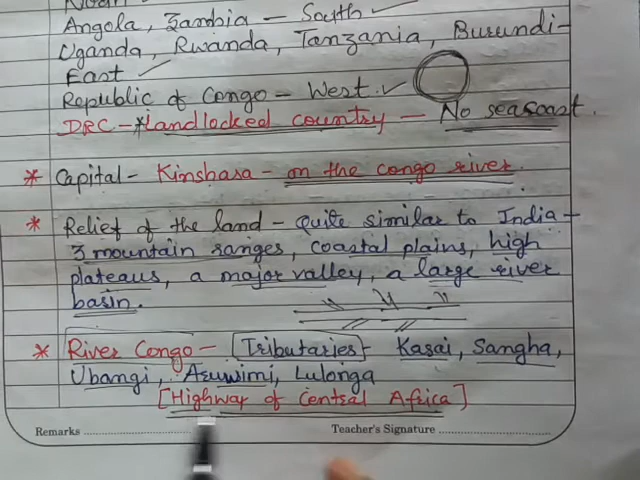 Angola, Zambia - South
Uganda, Rwanda, Tanzania, Burundi-
East
Republic of Congo - West
DRC-*Landlocked country - No seacoast.
* Capital- Kinshasa - on the congo river.
* Relief of the land - Quite similar to India-
3 mountain ranges, coastal plains, high
plateaus, a major valley, a large river
basin.
* River Congo - Tributaries- Kasai, Sangha,
Ubangi, Aruwimi, Lulonga
[Highway of Central Africa]
Remarks Teacher's Signature